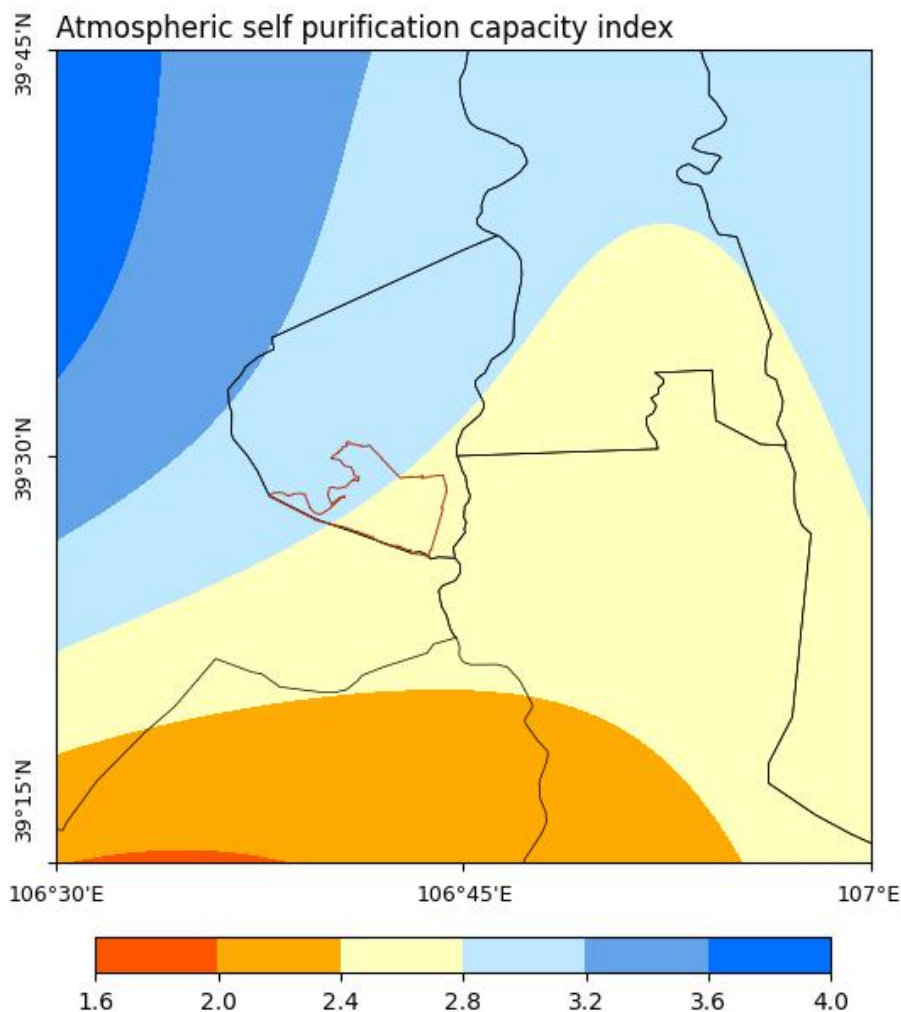 Atmospheric self purification capacity index
39°45'N
39°30'N
39°15'N
106°30'E
106°45'E
107°E
1.6
2.0
2.4
2.8
3.2
3.6
4.0